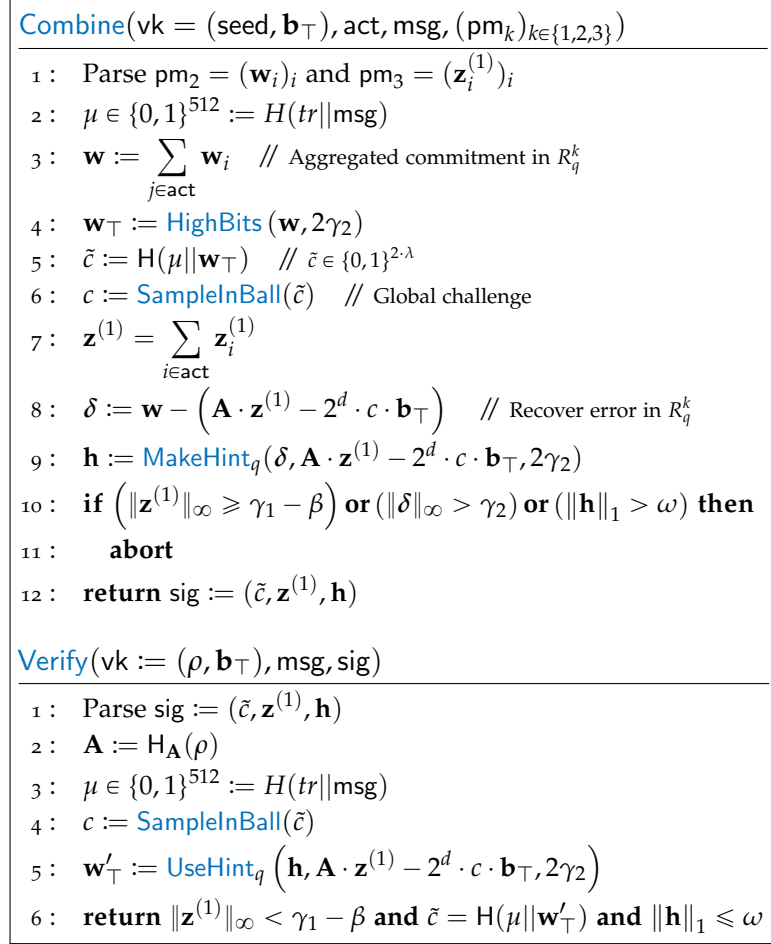 Combine(vk = (seed, b⊤), act, msg, (pm_k)_{k∈{1,2,3}})
1 : Parse pm_2 = (w_i)_i and pm_3 = (z_i^{(1)})_i
2 : μ ∈ {0, 1}^{512} := H(tr||msg)
3 : w := ∑_{j∈act} w_i // Aggregated commitment in R_q^k
4 : w⊤ := HighBits (w, 2γ_2)
5 : c̃ := H(μ||w⊤) // c̃ ∈ {0, 1}^{2·λ}
6 : c := SampleInBall(c̃) // Global challenge
7 : z^{(1)} = ∑_{i∈act} z_i^{(1)}
8 : δ := w − (A · z^{(1)} − 2^d · c · b⊤) // Recover error in R_q^k
9 : h := MakeHint_q(δ, A · z^{(1)} − 2^d · c · b⊤, 2γ_2)
10 : if (‖z^{(1)}‖_∞ ⩾ γ_1 − β) or (‖δ‖_∞ > γ_2) or (‖h‖_1 > ω) then
11 : abort
12 : return sig := (c̃, z^{(1)}, h)
Verify(vk := (ρ, b⊤), msg, sig)
1 : Parse sig := (c̃, z^{(1)}, h)
2 : A := H_A(ρ)
3 : μ ∈ {0, 1}^{512} := H(tr||msg)
4 : c := SampleInBall(c̃)
5 : w′⊤ := UseHint_q (h, A · z^{(1)} − 2^d · c · b⊤, 2γ_2)
6 : return ‖z^{(1)}‖_∞ < γ_1 − β and c̃ = H(μ||w′⊤) and ‖h‖_1 ⩽ ω